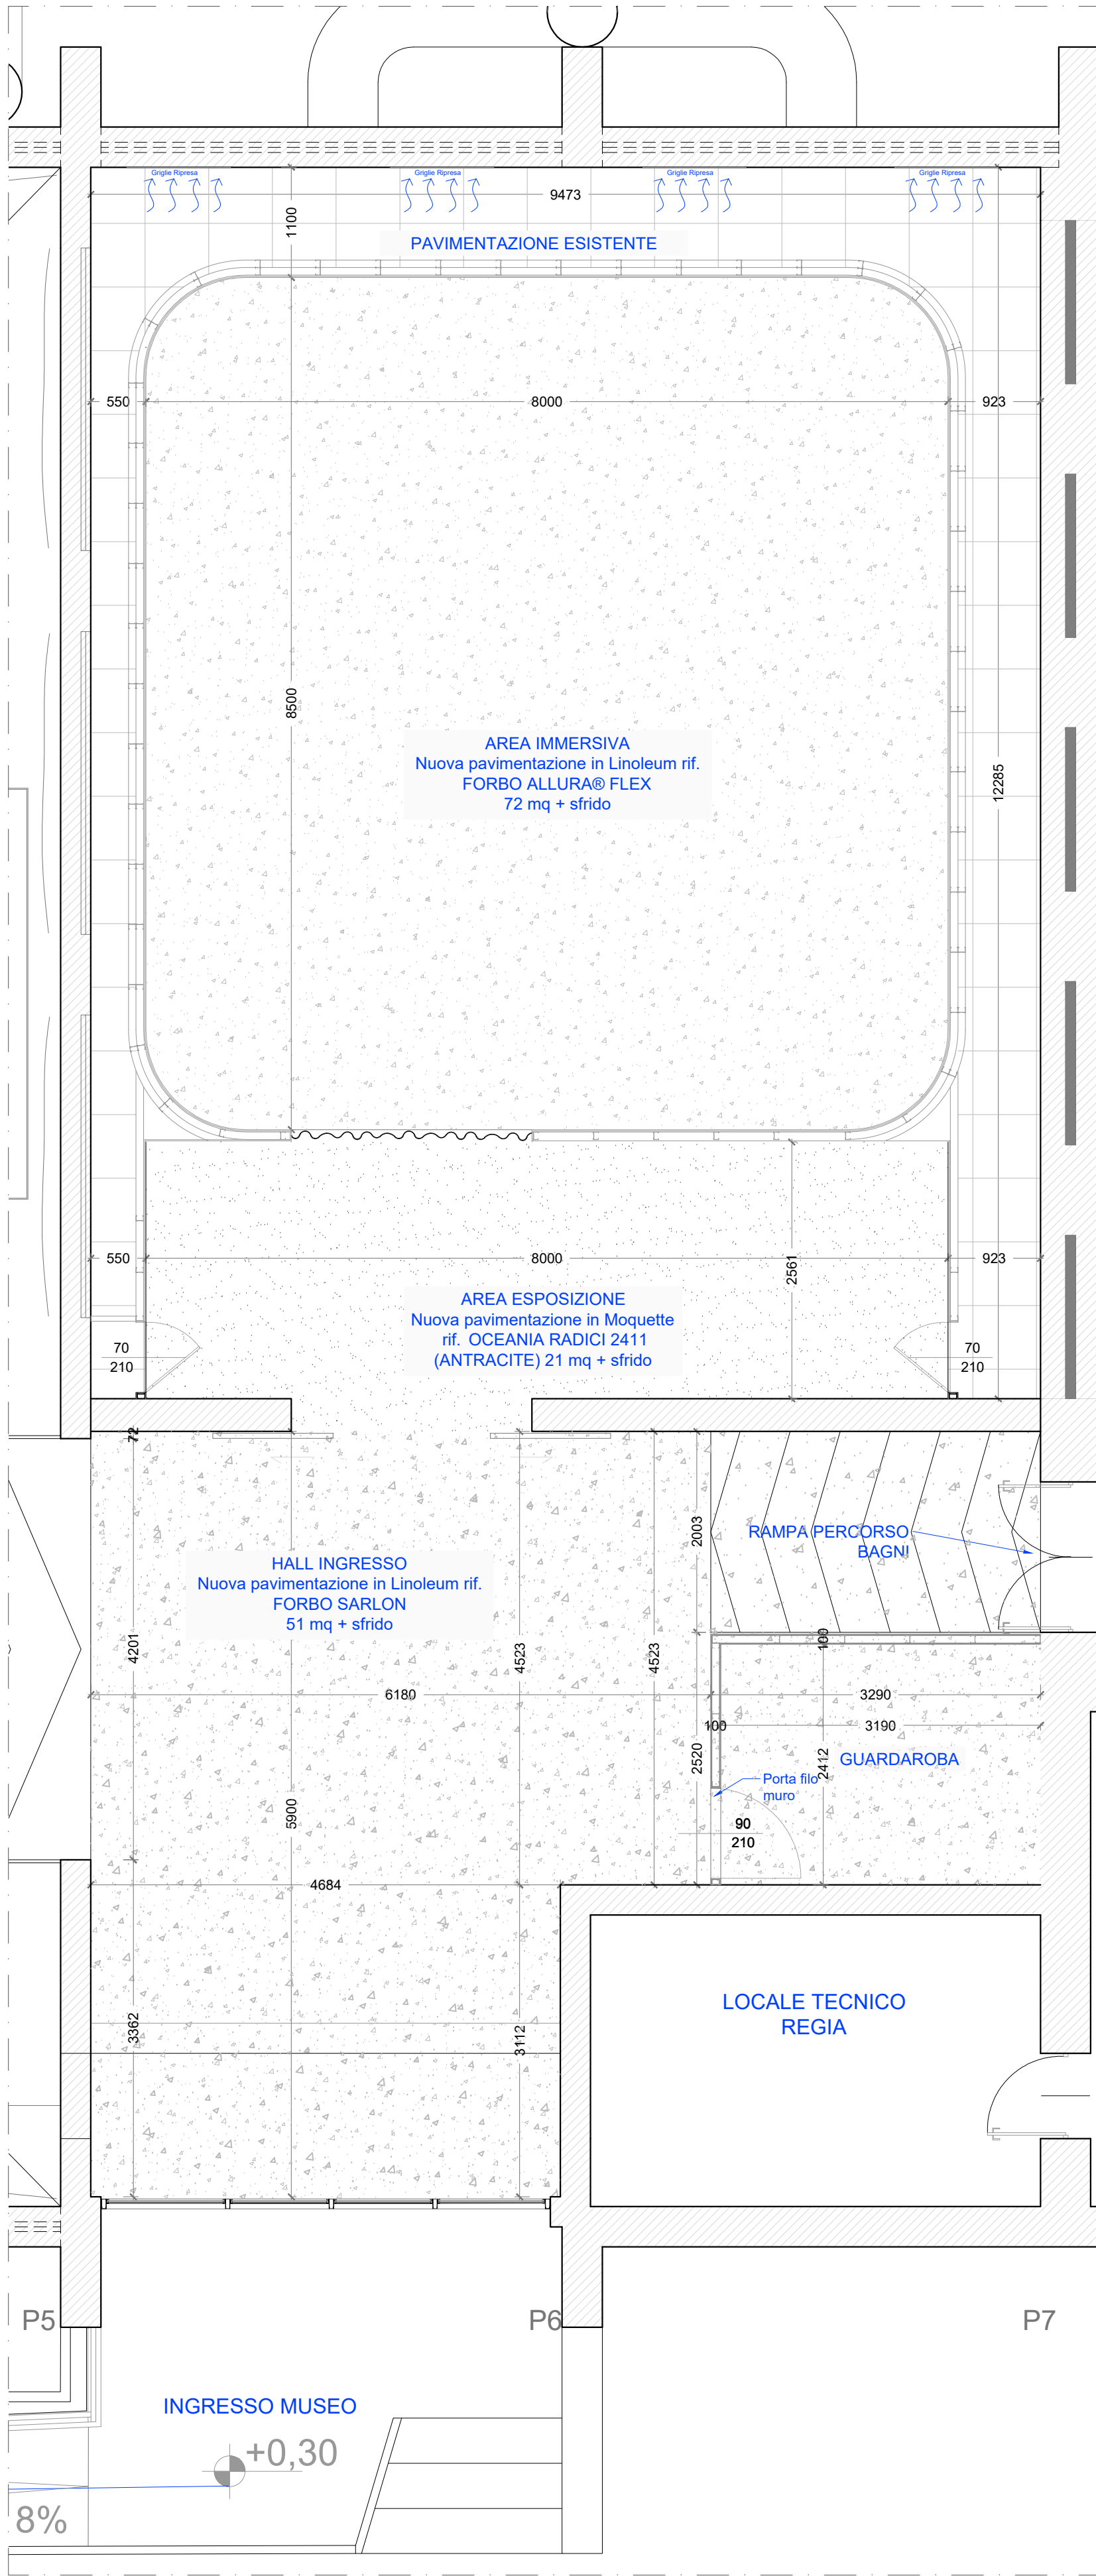 Griglie Ripresa
Griglie Ripresa
Griglie Ripresa
Griglie Ripresa
9473
1100
PAVIMENTAZIONE ESISTENTE
550
8000
923
8500
AREA IMMERSIVA
Nuova pavimentazione in Linoleum rif.
FORBO ALLURA® FLEX
72 mq + sfrido
12285
550
8000
923
2561
AREA ESPOSIZIONE
Nuova pavimentazione in Moquette
rif. OCEANIA RADICI 2411
(ANTRACITE) 21 mq + sfrido
70
210
70
210
72
2003
RAMPA PERCORSO
BAGNI
HALL INGRESSO
Nuova pavimentazione in Linoleum rif.
FORBO SARLON
51 mq + sfrido
4201
4523
4523
100
6180
3290
100
3190
2520
2412
GUARDAROBA
Porta filo
muro
90
210
5900
4684
3362
3112
LOCALE TECNICO
REGIA
P5
P6
P7
INGRESSO MUSEO
+0,30
8%